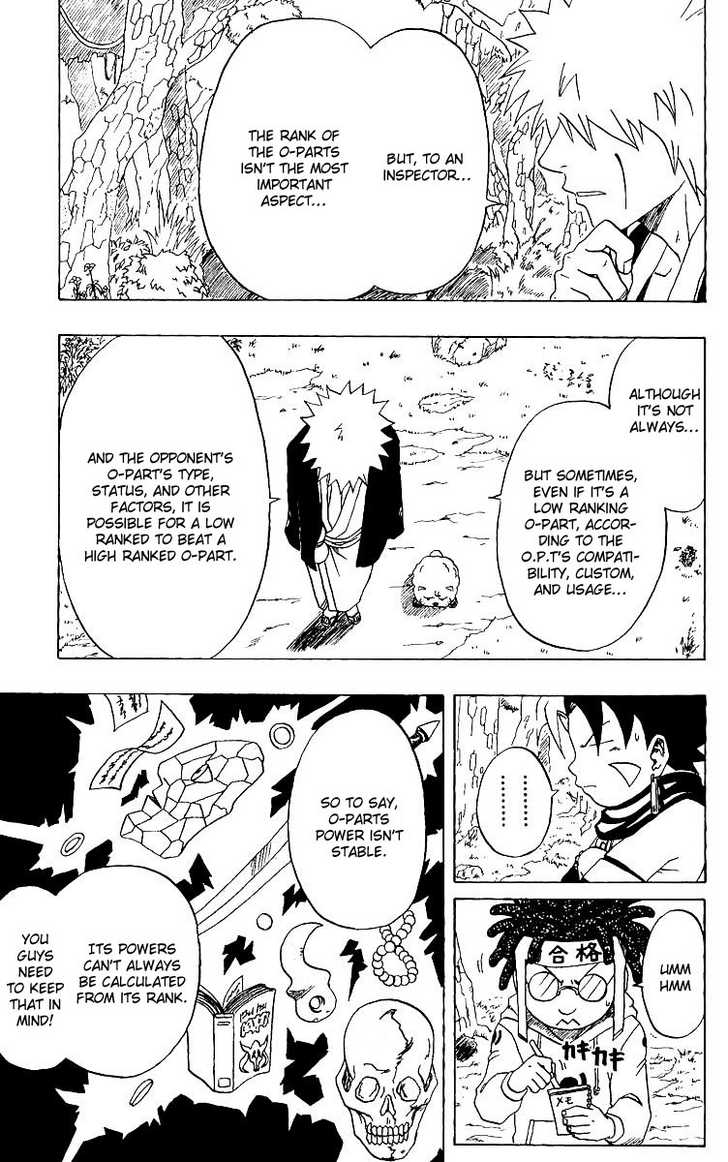 BUT, TO AN
INSPECTOR...
THE RANK OF
THE O-PARTS
ISN'T THE MOST
IMPORTANT
ASPECT...
ALTHOUGH
IT'S NOT
ALWAYS...
BUT SOMETIMES,
EVEN IF IT'S A
LOW RANKING
O-PART, ACCOR-
DING TO THE
O.P.T'S COMPATI-
BILITY, CUSTOM,
AND USAGE...
AND THE OPPONENT'S
O-PART'S TYPE,
STATUS, AND OTHER
FACTORS, IT IS
POSSIBLE FOR A LOW
RANKED TO BEAT A
HIGH RANKED O-PART.
........
........
UMM
HMM
合格
カキカキ
メモ
SO TO SAY,
O-PARTS
POWER ISN'T
STABLE.
ITS POWERS
CAN'T ALWAYS
BE CALCULATED
FROM ITS RANK.
YOU
GUYS
NEED
TO KEEP
THAT IN
MIND!